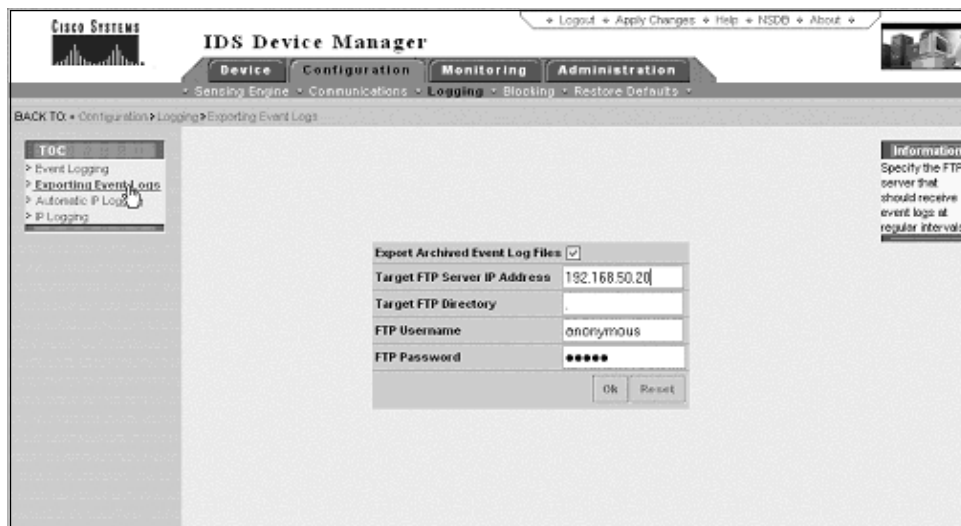 CISCO SYSTEMS
Logout Apply Changes Help NSDB About
IDS Device Manager
Device Configuration Monitoring Administration
Sensing Engine Communications Logging Blocking Restore Defaults
BACK TO: • Configuration>Logging>Exporting Event Logs
TOC
> Event Logging
> Exporting Event Logs
> Automatic IP
> IP Logging
Information
Specify the FTP
server that
should receive
event logs at
regular intervals
Export Archived Event Log Files
Target FTP Server IP Address 192.168.50.20
Target FTP Directory .
FTP Username anonymous
FTP Password •••••
Ok Reset